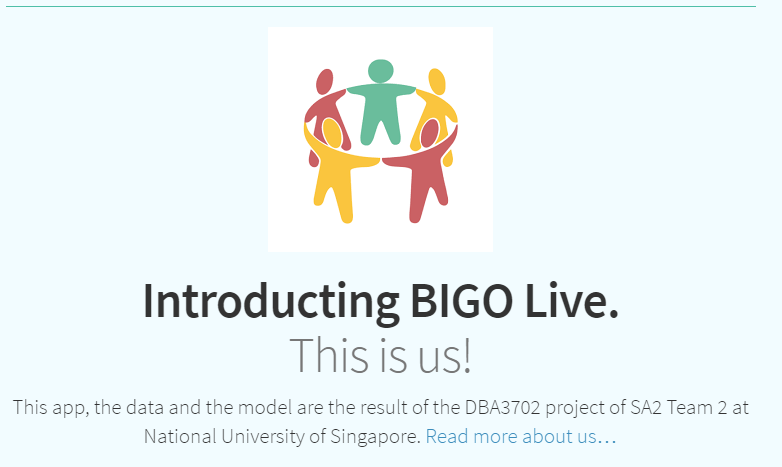 Introducting BIGO Live.
This is us!
This app, the data and the model are the result of the DBA3702 project of SA2 Team 2 at
National University of Singapore. Read more about us...